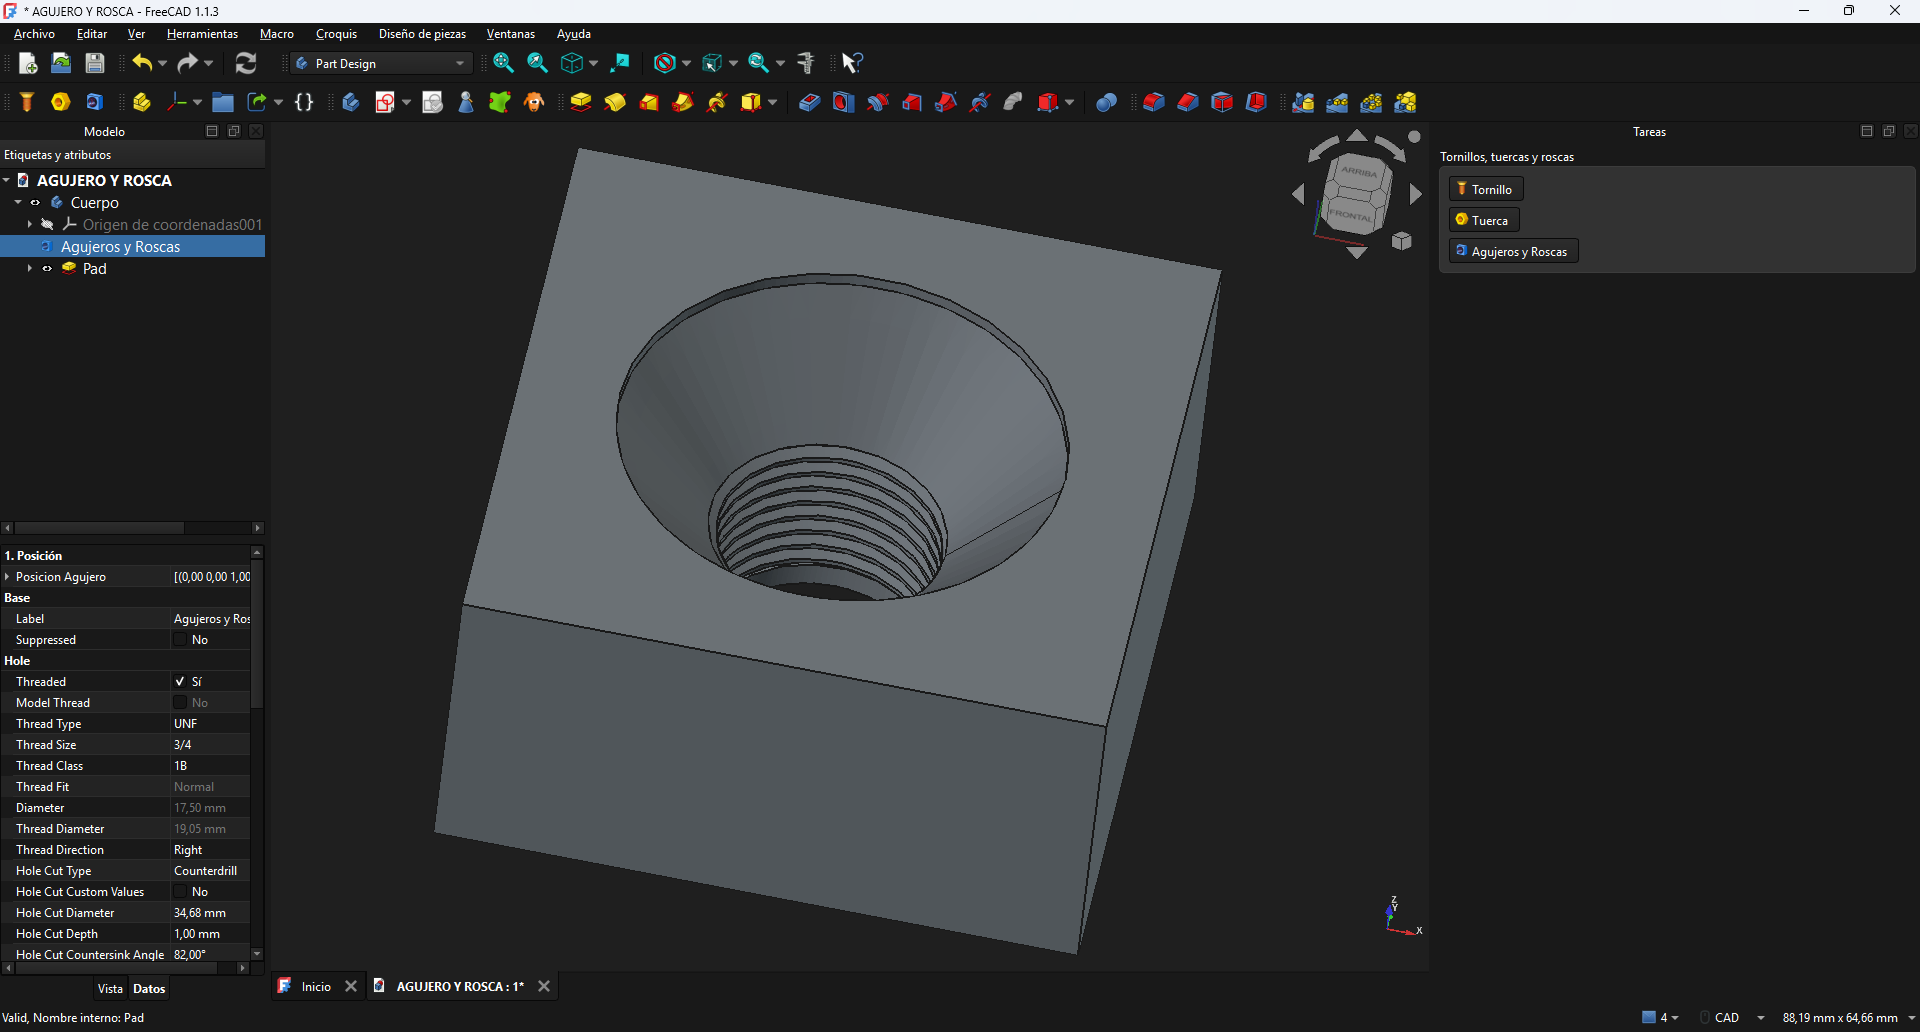 * AGUJERO Y ROSCA - FreeCAD 1.1.3
Archivo Editar Ver Herramientas Macro Croquis Diseño de piezas Ventanas Ayuda
Part Design
Modelo
Etiquetas y atributos
AGUJERO Y ROSCA
Cuerpo
Origen de coordenadas001
Agujeros y Roscas
Pad
1. Posición
Posicion Agujero [(0,00 0,00 1,00
Base
Label Agujeros y Ros
Suppressed No
Hole
Threaded Sí
Model Thread No
Thread Type UNF
Thread Size 3/4
Thread Class 1B
Thread Fit Normal
Diameter 17,50 mm
Thread Diameter 19,05 mm
Thread Direction Right
Hole Cut Type Counterdrill
Hole Cut Custom Values No
Hole Cut Diameter 34,68 mm
Hole Cut Depth 1,00 mm
Hole Cut Countersink Angle 82,00°
Vista Datos
ARRIBA
FRONTAL
Z
Y
X
Inicio
AGUJERO Y ROSCA : 1*
Tareas
Tornillos, tuercas y roscas
Tornillo
Tuerca
Agujeros y Roscas
Valid, Nombre interno: Pad
4 CAD 88,19 mm x 64,66 mm